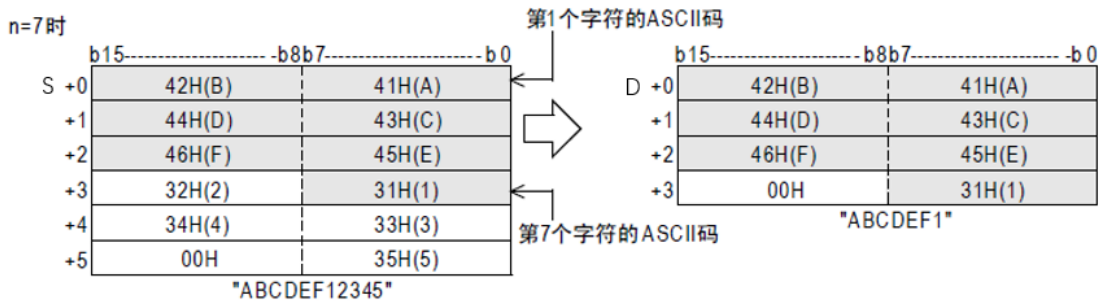 n=7时
第1个字符的ASCII码
b15--------------------b8b7----------------------b0
b15--------------------b8b7----------------------b0
S +0 42H(B) 41H(A)
D +0 42H(B) 41H(A)
+1 44H(D) 43H(C)
+1 44H(D) 43H(C)
+2 46H(F) 45H(E)
+2 46H(F) 45H(E)
+3 32H(2) 31H(1)
+3 00H 31H(1)
+4 34H(4) 33H(3)
第7个字符的ASCII码
"ABCDEF1"
+5 00H 35H(5)
"ABCDEF12345"